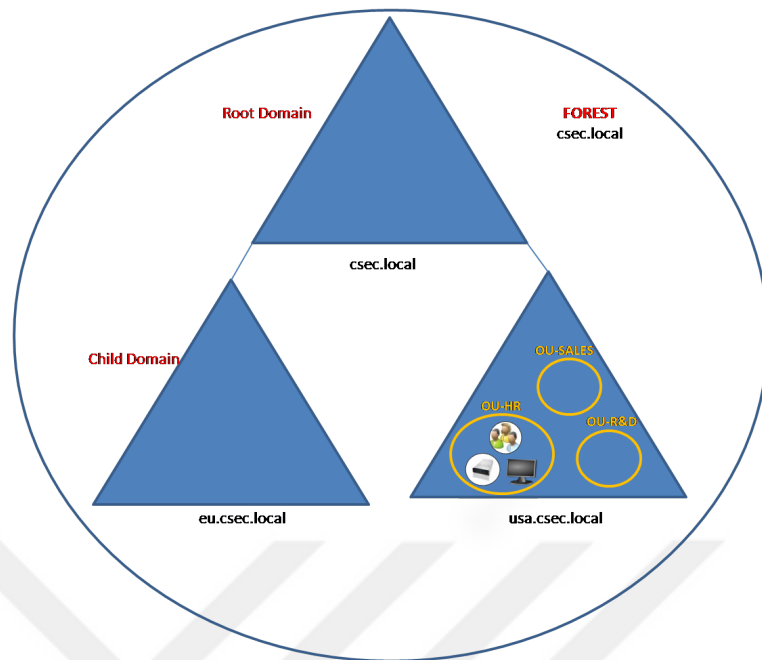 Root Domain
FOREST
csec.local
csec.local
Child Domain
OU-SALES
OU-HR
OU-R&D
eu.csec.local
usa.csec.local